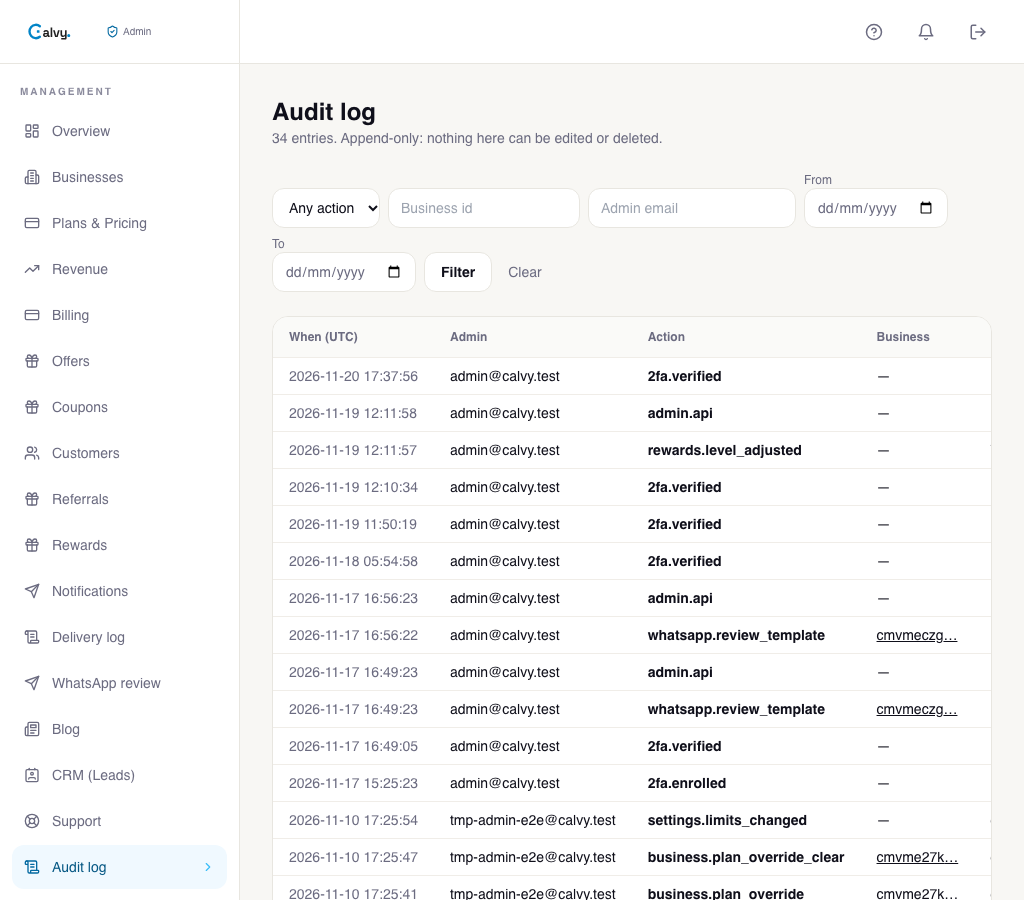 Calvy.
Admin
MANAGEMENT
Overview
Businesses
Plans & Pricing
Revenue
Billing
Offers
Coupons
Customers
Referrals
Rewards
Notifications
Delivery log
WhatsApp review
Blog
CRM (Leads)
Support
Audit log
Audit log
34 entries. Append-only: nothing here can be edited or deleted.
Any action
Business id
Admin email
From
dd/mm/yyyy
To
dd/mm/yyyy
Filter
Clear
When (UTC) Admin Action Business
2026-11-20 17:37:56 admin@calvy.test 2fa.verified —
2026-11-19 12:11:58 admin@calvy.test admin.api —
2026-11-19 12:11:57 admin@calvy.test rewards.level_adjusted —
2026-11-19 12:10:34 admin@calvy.test 2fa.verified —
2026-11-19 11:50:19 admin@calvy.test 2fa.verified —
2026-11-18 05:54:58 admin@calvy.test 2fa.verified —
2026-11-17 16:56:23 admin@calvy.test admin.api —
2026-11-17 16:56:22 admin@calvy.test whatsapp.review_template cmvmeczg…
2026-11-17 16:49:23 admin@calvy.test admin.api —
2026-11-17 16:49:23 admin@calvy.test whatsapp.review_template cmvmeczg…
2026-11-17 16:49:05 admin@calvy.test 2fa.verified —
2026-11-17 15:25:23 admin@calvy.test 2fa.enrolled —
2026-11-10 17:25:54 tmp-admin-e2e@calvy.test settings.limits_changed —
2026-11-10 17:25:47 tmp-admin-e2e@calvy.test business.plan_override_clear cmvme27k…
2026-11-10 17:25:41 tmp-admin-e2e@calvy.test business.plan_override cmvme27k…